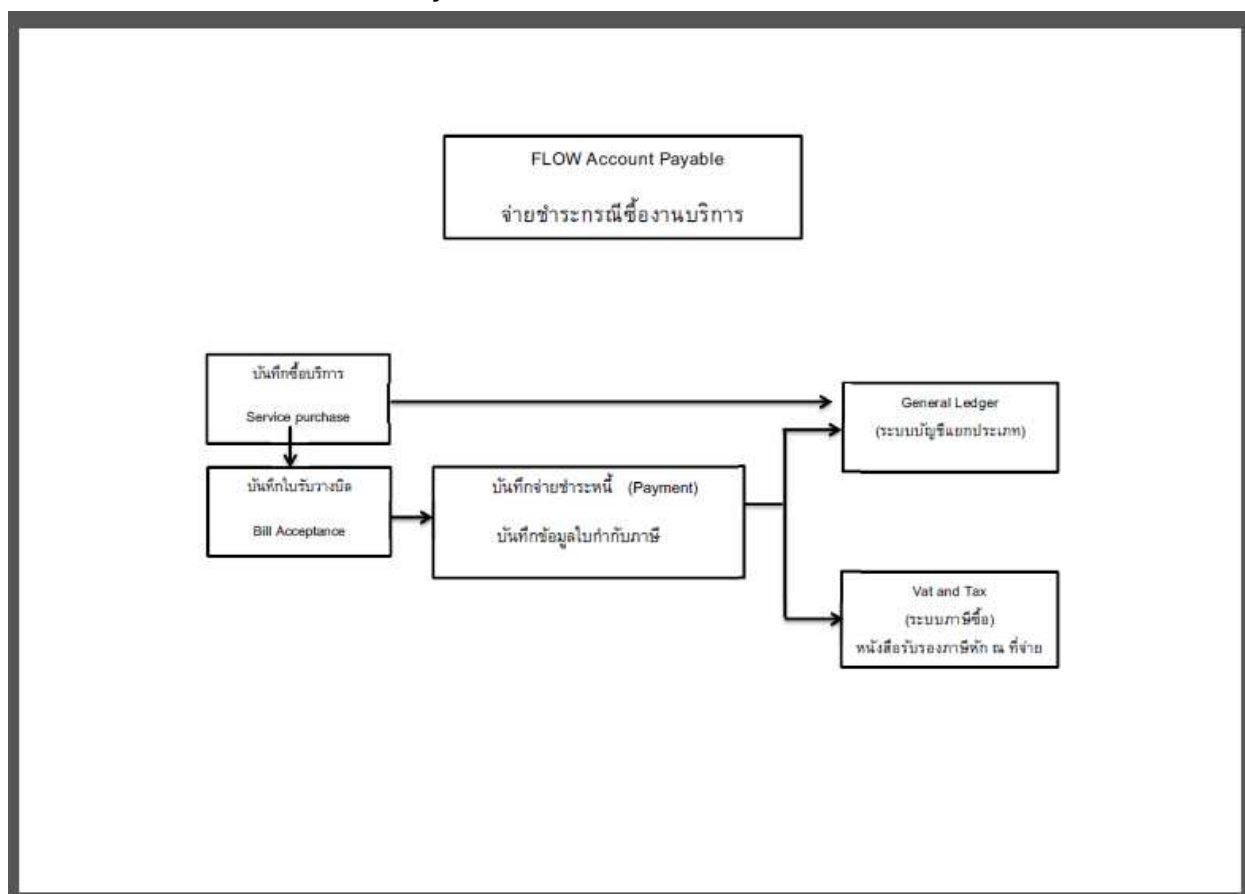 FLOW Account Payable
จ่ายชำระกรณีซื้องานบริการ
บันทึกซื้อบริการ
Service purchase
General Ledger
(ระบบบัญชีแยกประเภท)
บันทึกใบรับวางบิล
Bill Acceptance
บันทึกจ่ายชำระหนี้ (Payment)
บันทึกข้อมูลใบกำกับภาษี
Vat and Tax
(ระบบภาษีซื้อ)
หนังสือรับรองภาษีหัก ณ ที่จ่าย